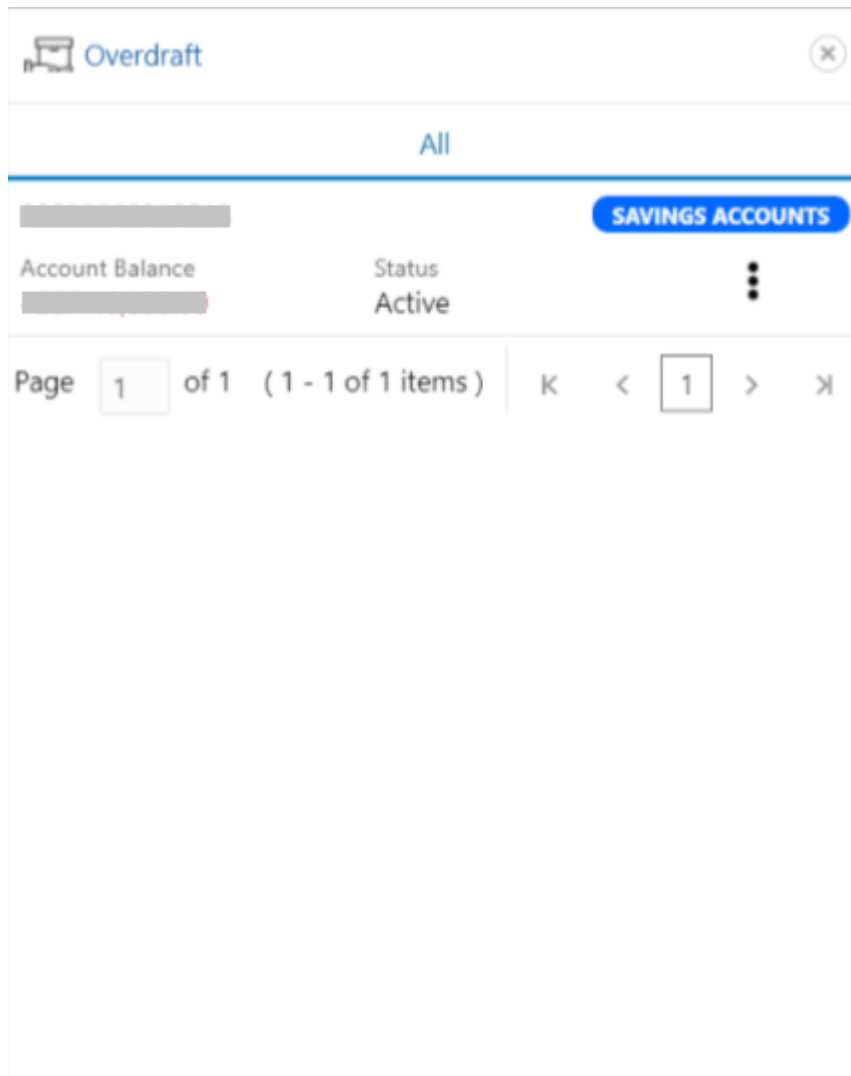 Overdraft
All
SAVINGS ACCOUNTS
Account Balance Status
Active
Page 1 of 1 ( 1 - 1 of 1 items ) 1